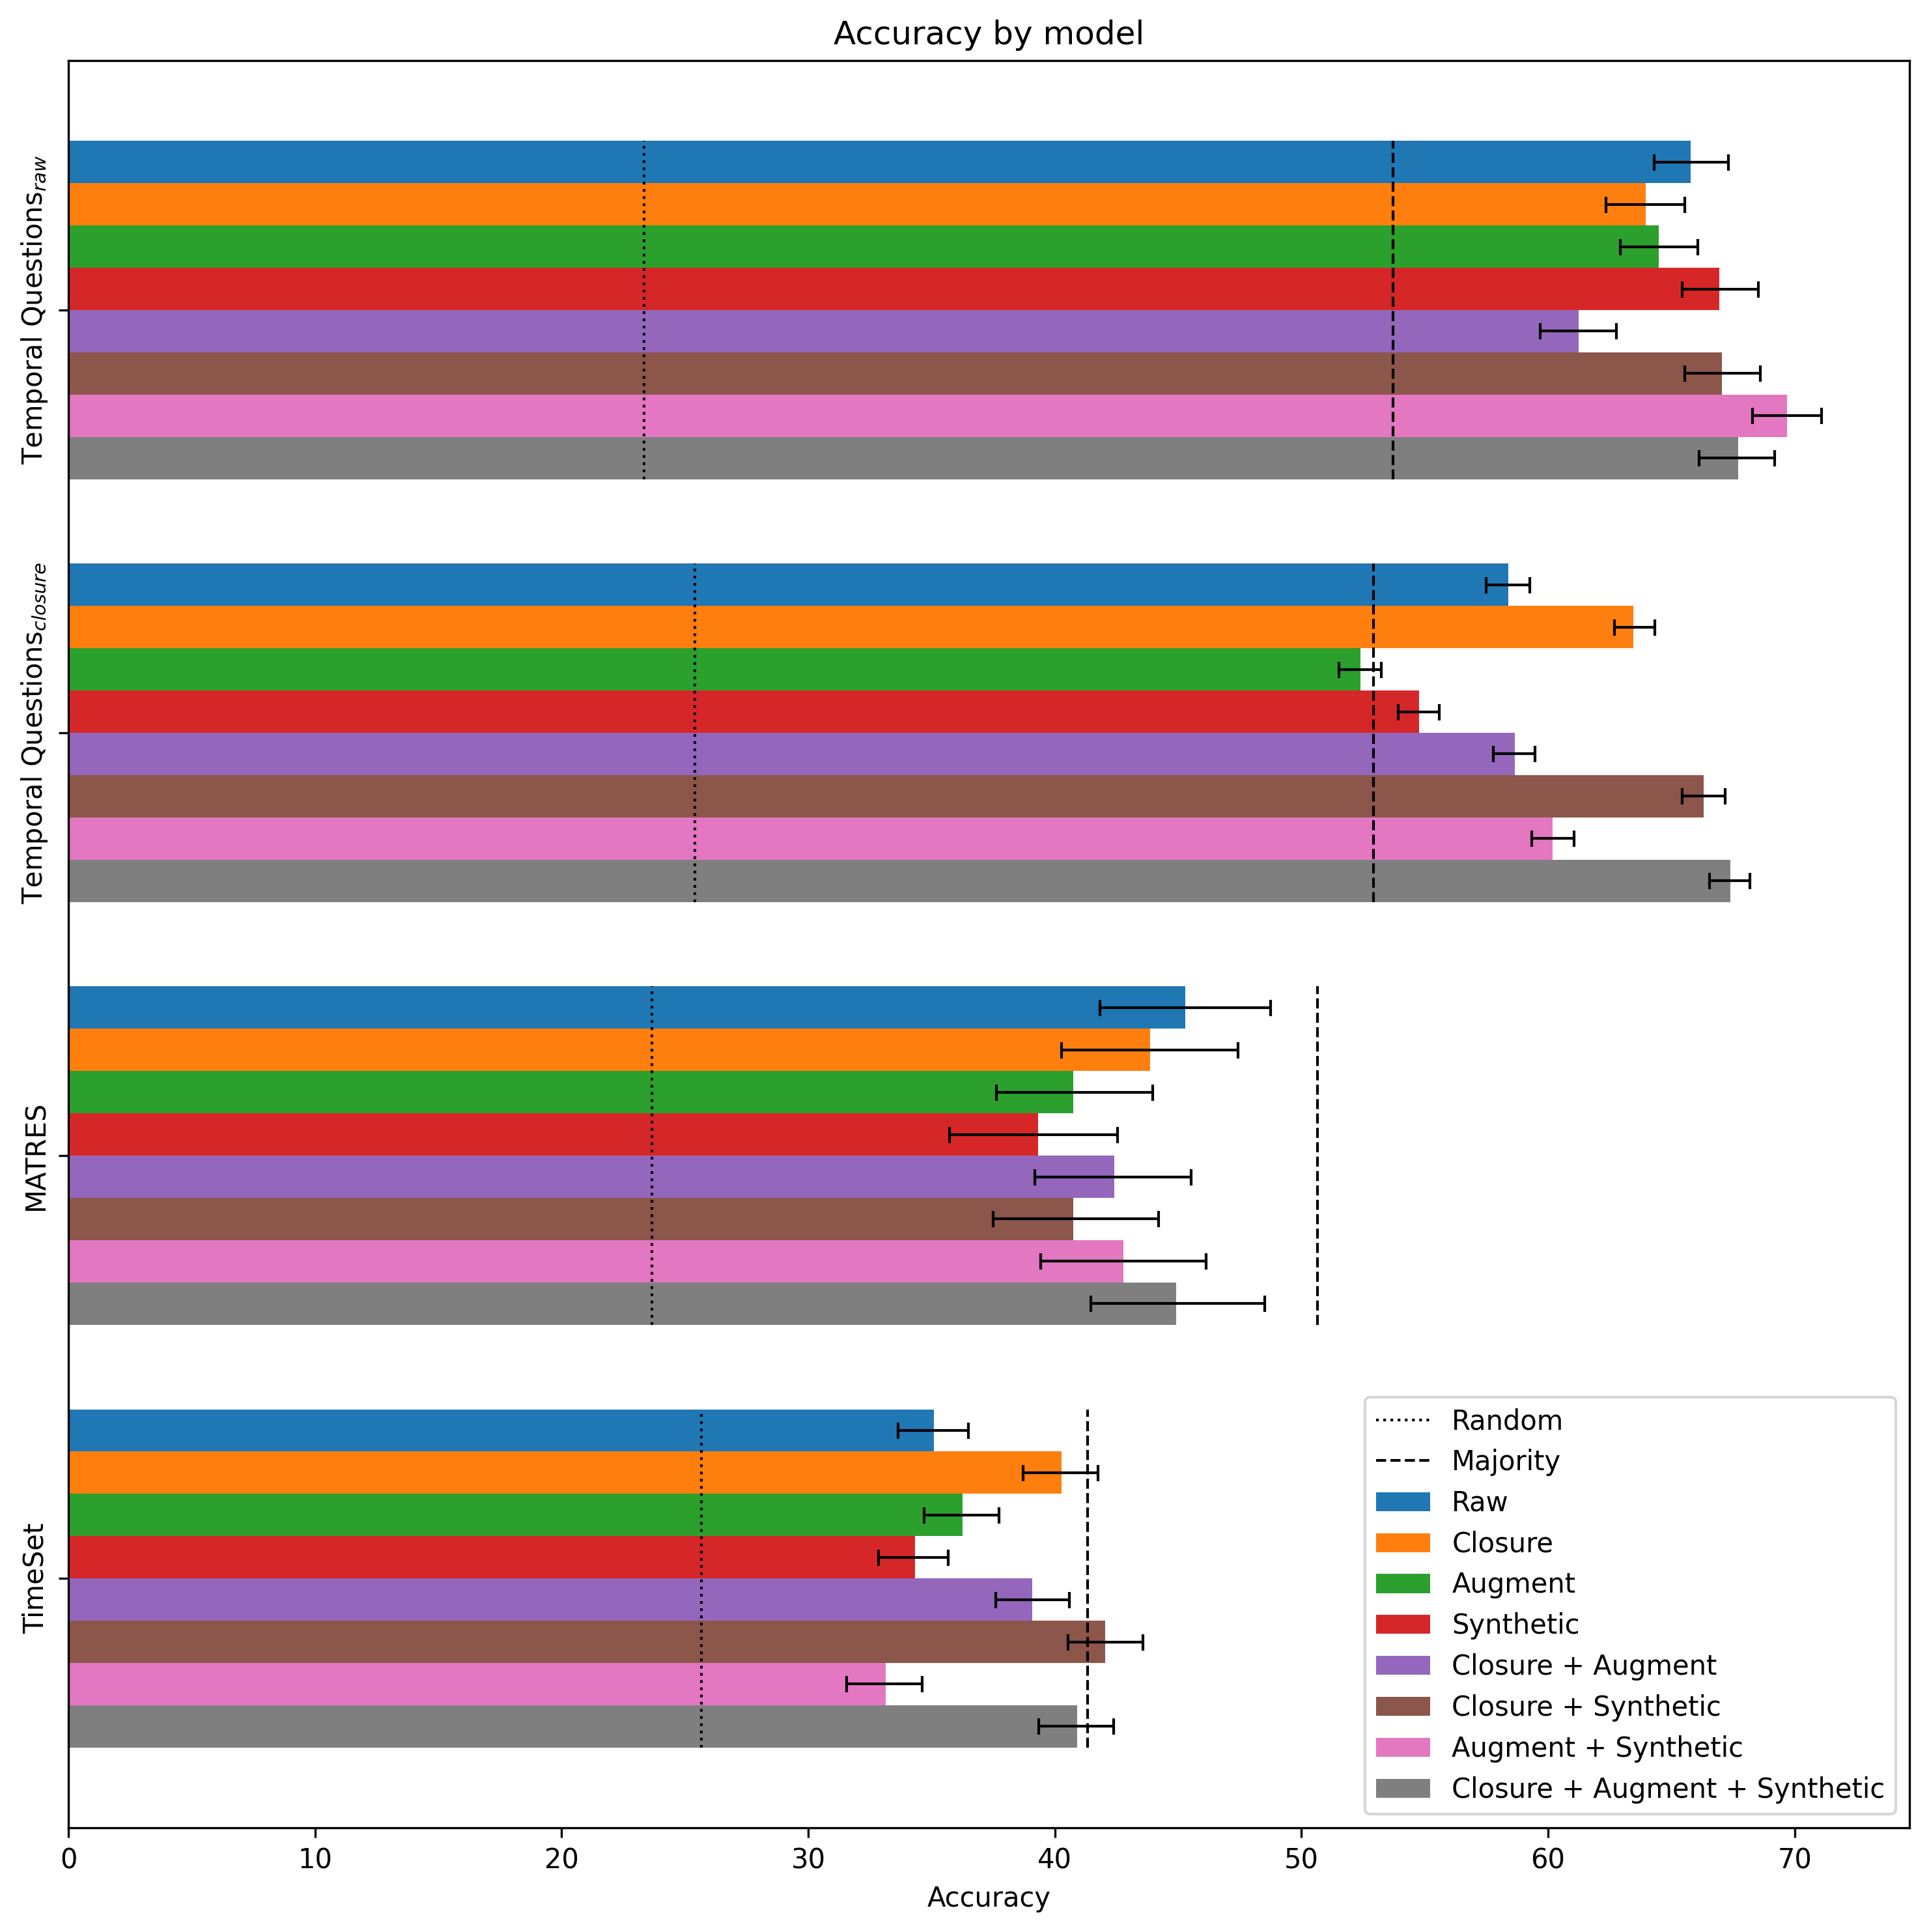 Accuracy by model
Temporal Questions_raw
Temporal Questions_closure
MATRES
TimeSet
Random
Majority
Raw
Closure
Augment
Synthetic
Closure + Augment
Closure + Synthetic
Augment + Synthetic
Closure + Augment + Synthetic
0 10 20 30 40 50 60 70
Accuracy